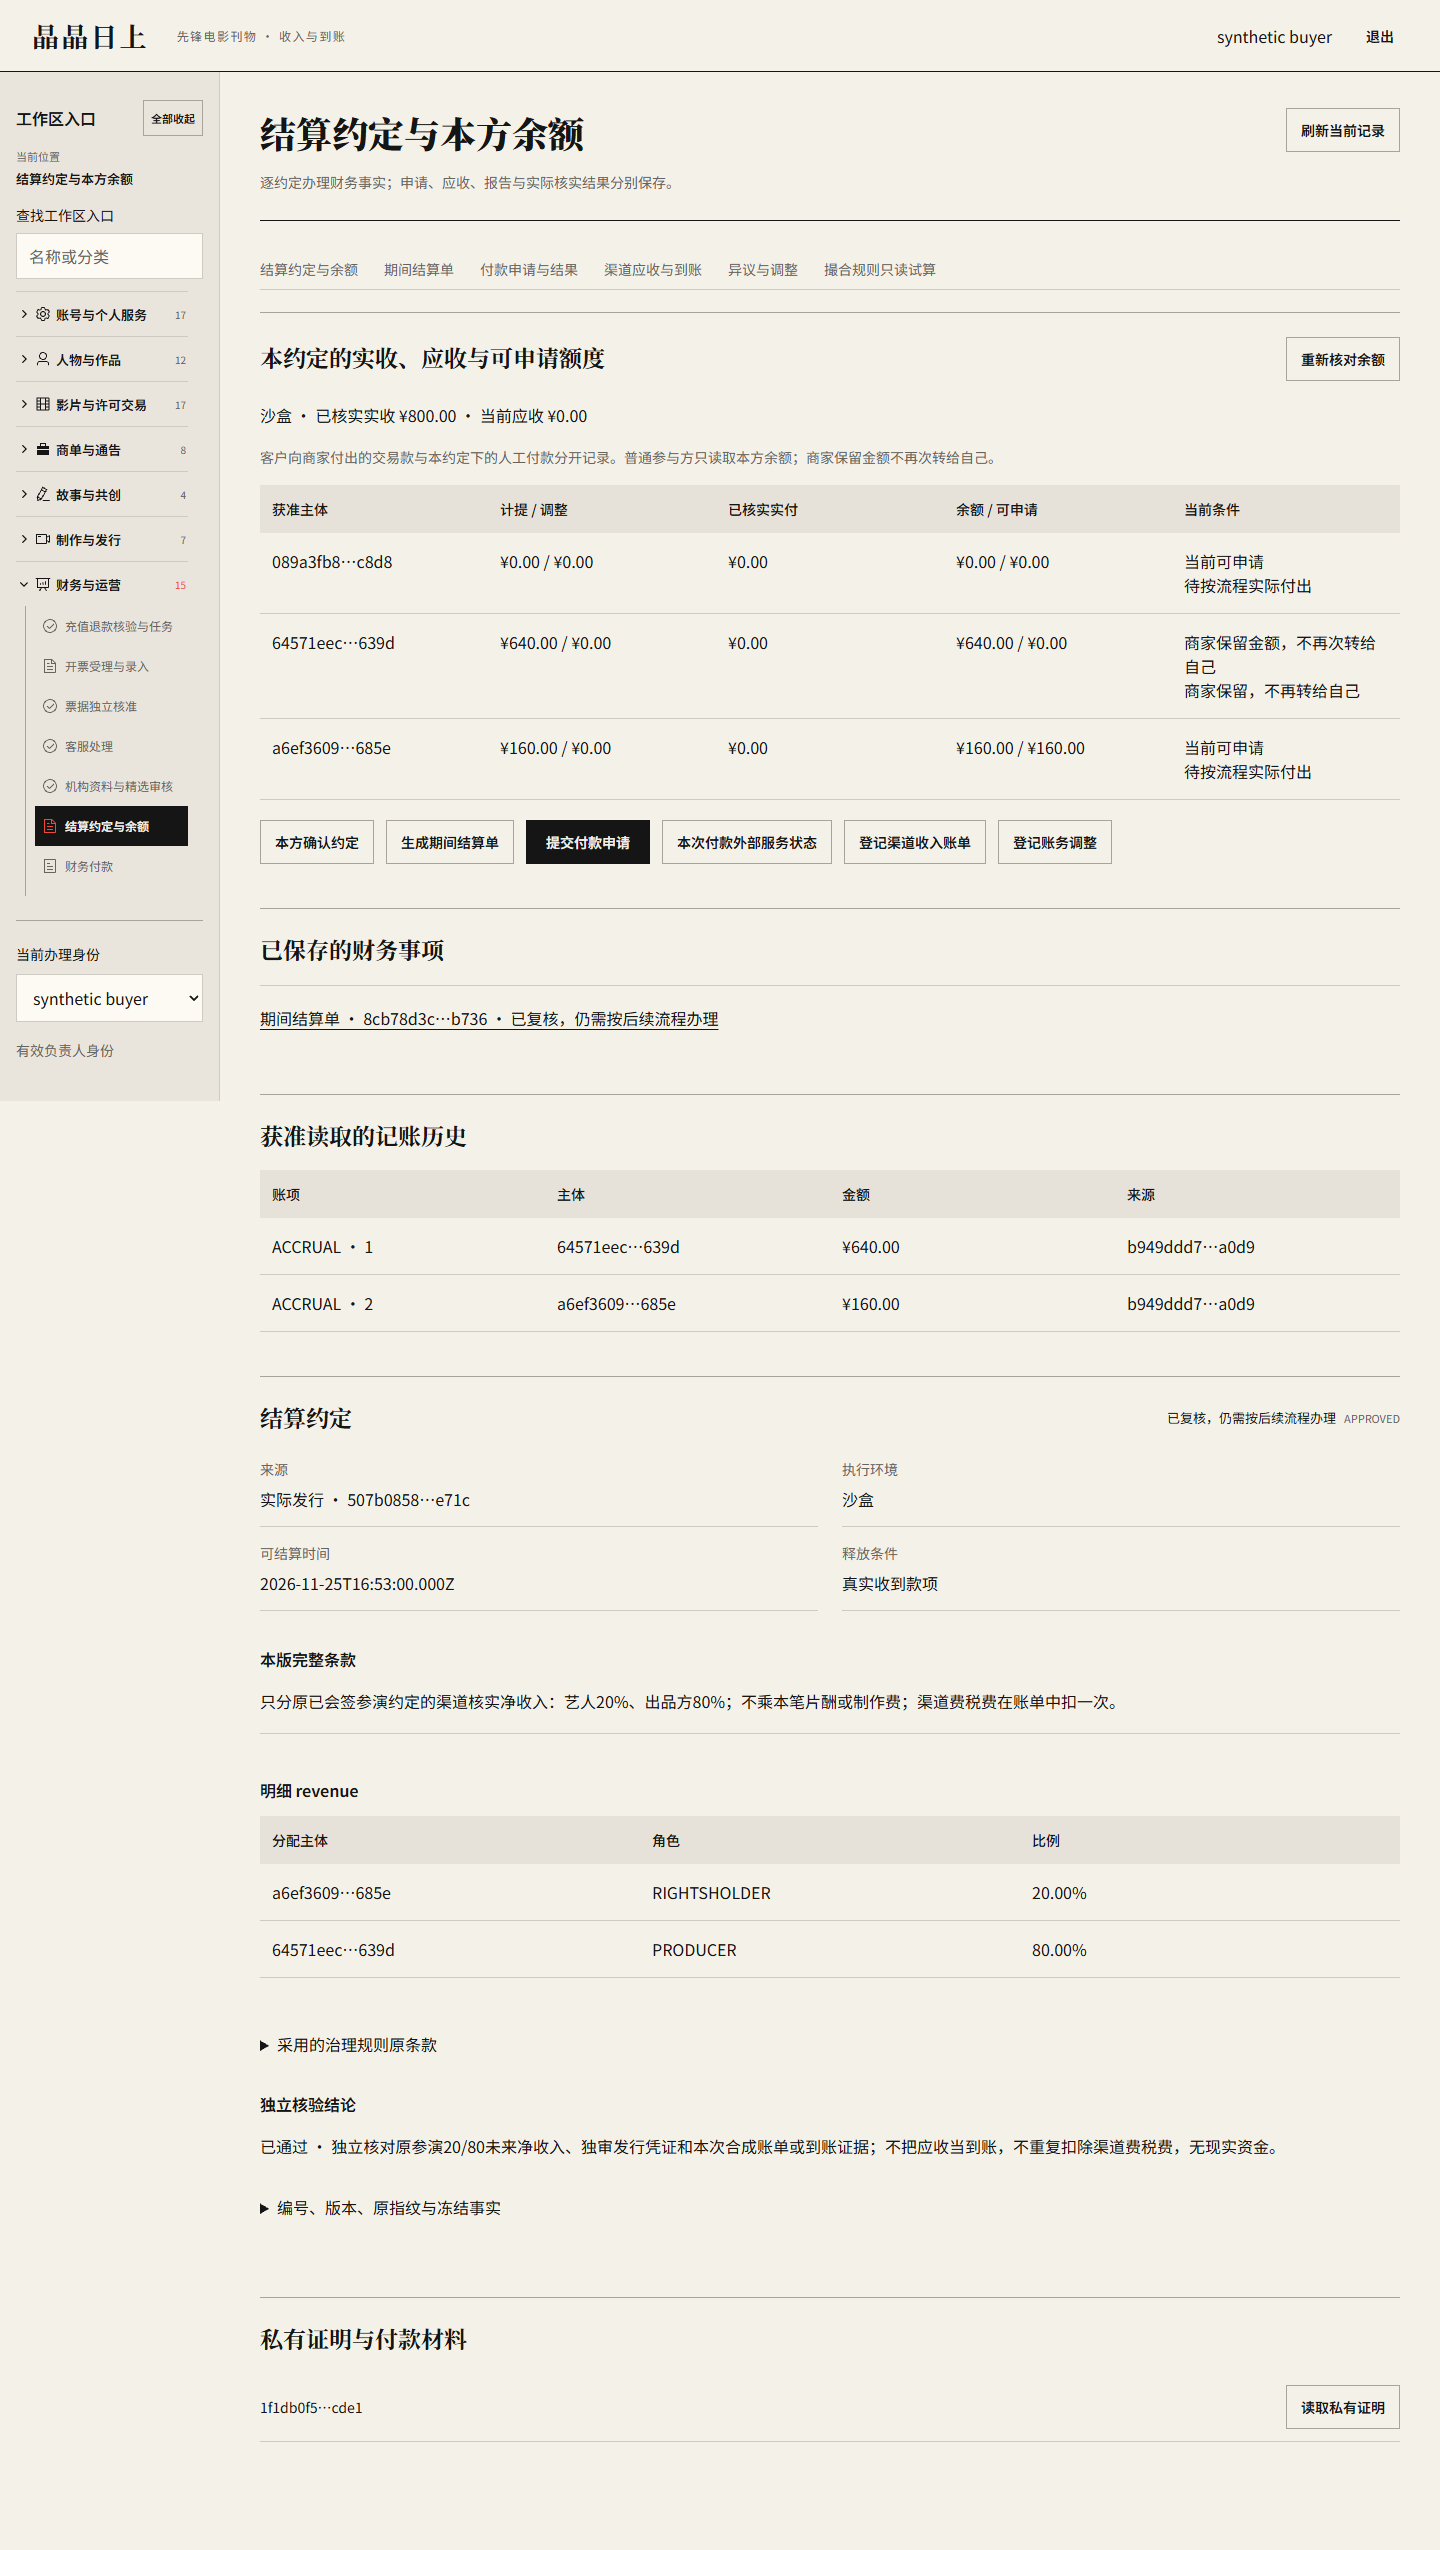 晶晶日上
先锋电影刊物 · 收入与到账
synthetic buyer
退出
工作区入口
全部收起
当前位置
结算约定与本方余额
查找工作区入口
名称或分类
账号与个人服务 17
人物与作品 12
影片与许可交易 17
商单与通告 8
故事与共创 4
制作与发行 7
财务与运营 15
充值退款核验与任务
开票受理与录入
票据独立核准
客服处理
机构资料与精选审核
结算约定与余额
财务付款
当前办理身份
synthetic buyer
有效负责人身份
结算约定与本方余额
刷新当前记录
逐约定办理财务事实；申请、应收、报告与实际核实结果分别保存。
结算约定与余额 期间结算单 付款申请与结果 渠道应收与到账 异议与调整 撮合规则只读试算
本约定的实收、应收与可申请额度
重新核对余额
沙盒 · 已核实实收 ¥800.00 · 当前应收 ¥0.00
客户向商家付出的交易款与本约定下的人工付款分开记录。普通参与方只读取本方余额；商家保留金额不再次转给自己。
获准主体 计提 / 调整 已核实实付 余额 / 可申请 当前条件
089a3fb8…c8d8 ¥0.00 / ¥0.00 ¥0.00 ¥0.00 / ¥0.00 当前可申请
待按流程实际付出
64571eec…639d ¥640.00 / ¥0.00 ¥0.00 ¥640.00 / ¥0.00 商家保留金额，不再次转给
自己
商家保留，不再转给自己
a6ef3609…685e ¥160.00 / ¥0.00 ¥0.00 ¥160.00 / ¥160.00 当前可申请
待按流程实际付出
本方确认约定 生成期间结算单 提交付款申请 本次付款外部服务状态 登记渠道收入账单 登记账务调整
已保存的财务事项
期间结算单 · 8cb78d3c…b736 · 已复核，仍需按后续流程办理
获准读取的记账历史
账项 主体 金额 来源
ACCRUAL · 1 64571eec…639d ¥640.00 b949ddd7…a0d9
ACCRUAL · 2 a6ef3609…685e ¥160.00 b949ddd7…a0d9
结算约定
已复核，仍需按后续流程办理 APPROVED
来源
实际发行 · 507b0858…e71c
执行环境
沙盒
可结算时间
2026-11-25T16:53:00.000Z
释放条件
真实收到款项
本版完整条款
只分原已会签参演约定的渠道核实净收入：艺人20%、出品方80%；不乘本笔片酬或制作费；渠道费税费在账单中扣一次。
明细 revenue
分配主体 角色 比例
a6ef3609…685e RIGHTSHOLDER 20.00%
64571eec…639d PRODUCER 80.00%
采用的治理规则原条款
独立核验结论
已通过 · 独立核对原参演20/80未来净收入、独审发行凭证和本次合成账单或到账证据；不把应收当到账，不重复扣除渠道费税费，无现实资金。
编号、版本、原指纹与冻结事实
私有证明与付款材料
1f1db0f5…cde1
读取私有证明